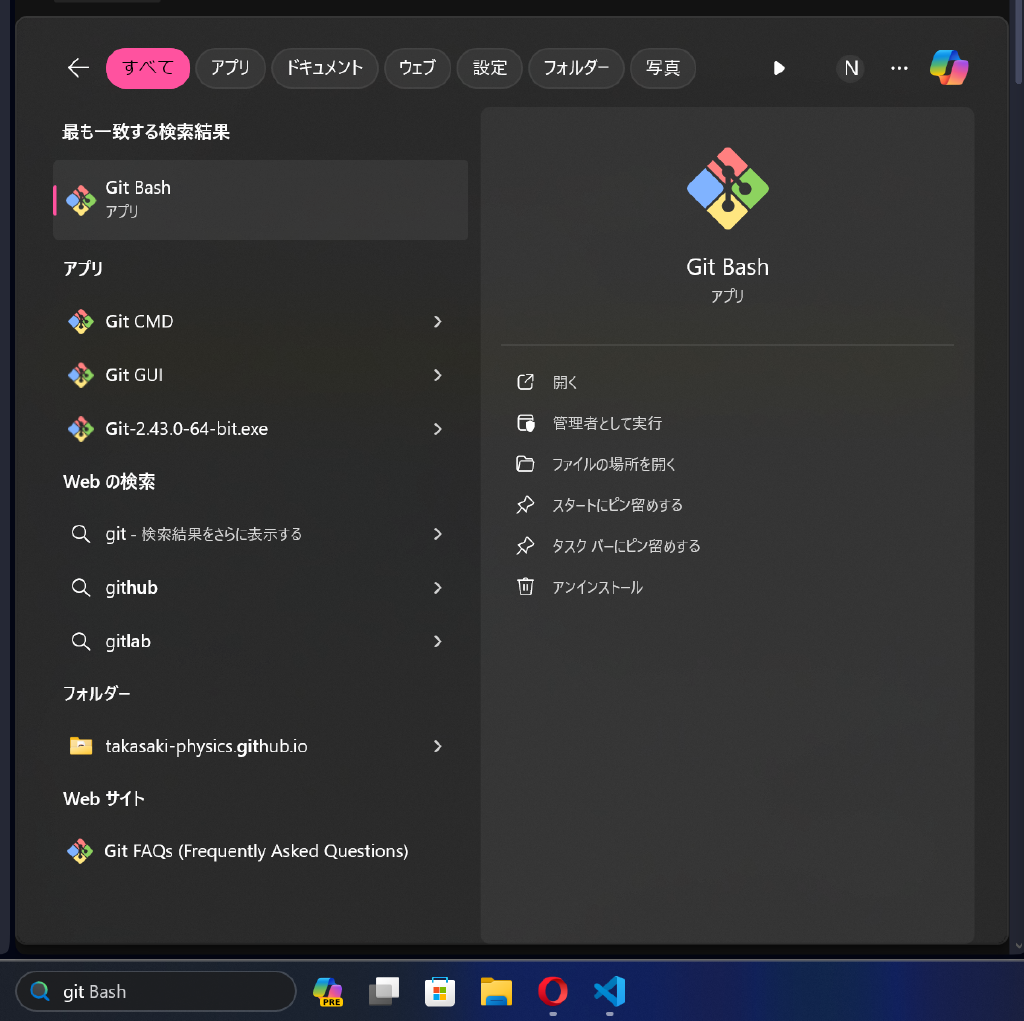 すべて
アプリ
ドキュメント
ウェブ
設定
フォルダー
写真
N
最も一致する検索結果
Git Bash
アプリ
アプリ
Git CMD
Git GUI
Git-2.43.0-64-bit.exe
Web の検索
git - 検索結果をさらに表示する
github
gitlab
フォルダー
takasaki-physics.github.io
Web サイト
Git FAQs (Frequently Asked Questions)
Git Bash
アプリ
開く
管理者として実行
ファイルの場所を開く
スタートにピン留めする
タスク バーにピン留めする
アンインストール
git Bash
PRE